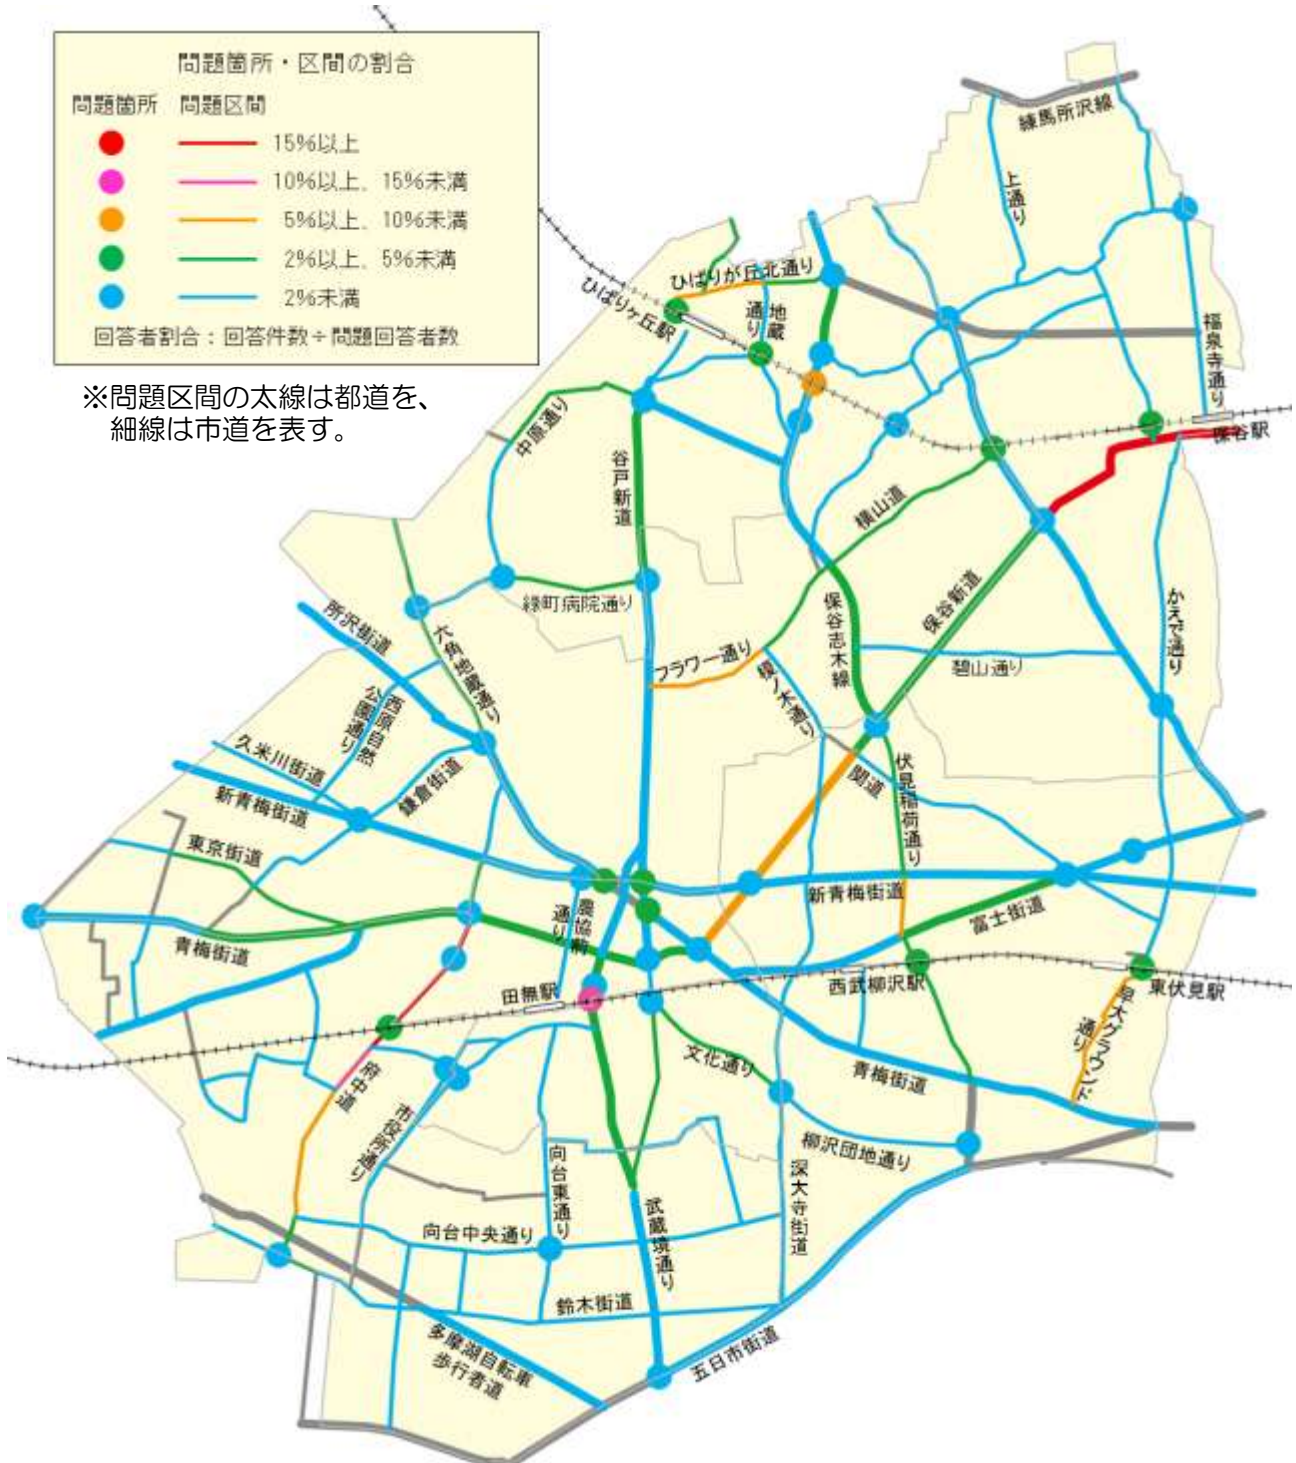 問題箇所・区間の割合
問題箇所 問題区間
15%以上
10%以上、15%未満
5%以上、10%未満
2%以上、5%未満
2%未満
回答者割合：回答件数÷問題回答者数
※問題区間の太線は都道を、
細線は市道を表す。
練馬所沢線
上通り
ひばりが丘北通り
ひばりヶ丘駅
地蔵
通り
福泉寺通り
保谷駅
中原通り
谷戸新道
横山道
保谷新道
かえで通り
緑町病院通り
所沢街道
六角地蔵通り
保谷志木線
フラワー通り
榎ノ木通り
碧山通り
西原自然
公園通り
久米川街道
新青梅街道
鎌倉街道
関道
伏見稲荷通り
東京街道
青梅街道
農協前
通り
新青梅街道
富士街道
田無駅
西武柳沢駅
東伏見駅
早大グラウンド
通り
文化通り
青梅街道
府中道
市役所通り
柳沢団地通り
向台東通り
深大寺街道
武蔵境通り
向台中央通り
鈴木街道
多摩湖自転車
歩行者道
五日市街道